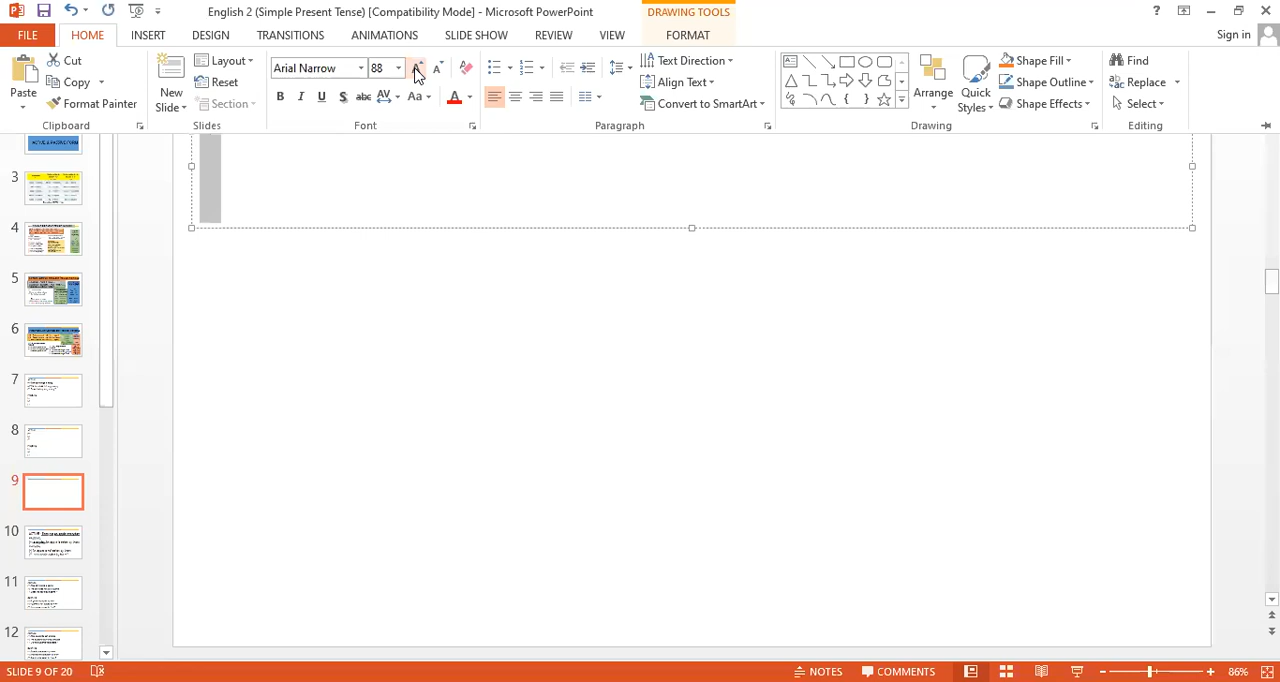 English 2 (Simple Present Tense) [Compatibility Mode] - Microsoft PowerPoint
DRAWING TOOLS
?
Sign in
FILE
HOME
INSERT
DESIGN
TRANSITIONS
ANIMATIONS
SLIDE SHOW
REVIEW
VIEW
FORMAT
Paste
Cut
Copy
Format Painter
Clipboard
New Slide
Layout
Reset
Section
Slides
Arial Narrow
88
B I U S abc AV Aa A
Font
Text Direction
Align Text
Convert to SmartArt
Paragraph
Arrange
Quick Styles
Shape Fill
Shape Outline
Shape Effects
Drawing
Find
Replace
Select
Editing
3
4
5
6
7
8
9
10
11
12
SLIDE 9 OF 20
NOTES
COMMENTS
86%